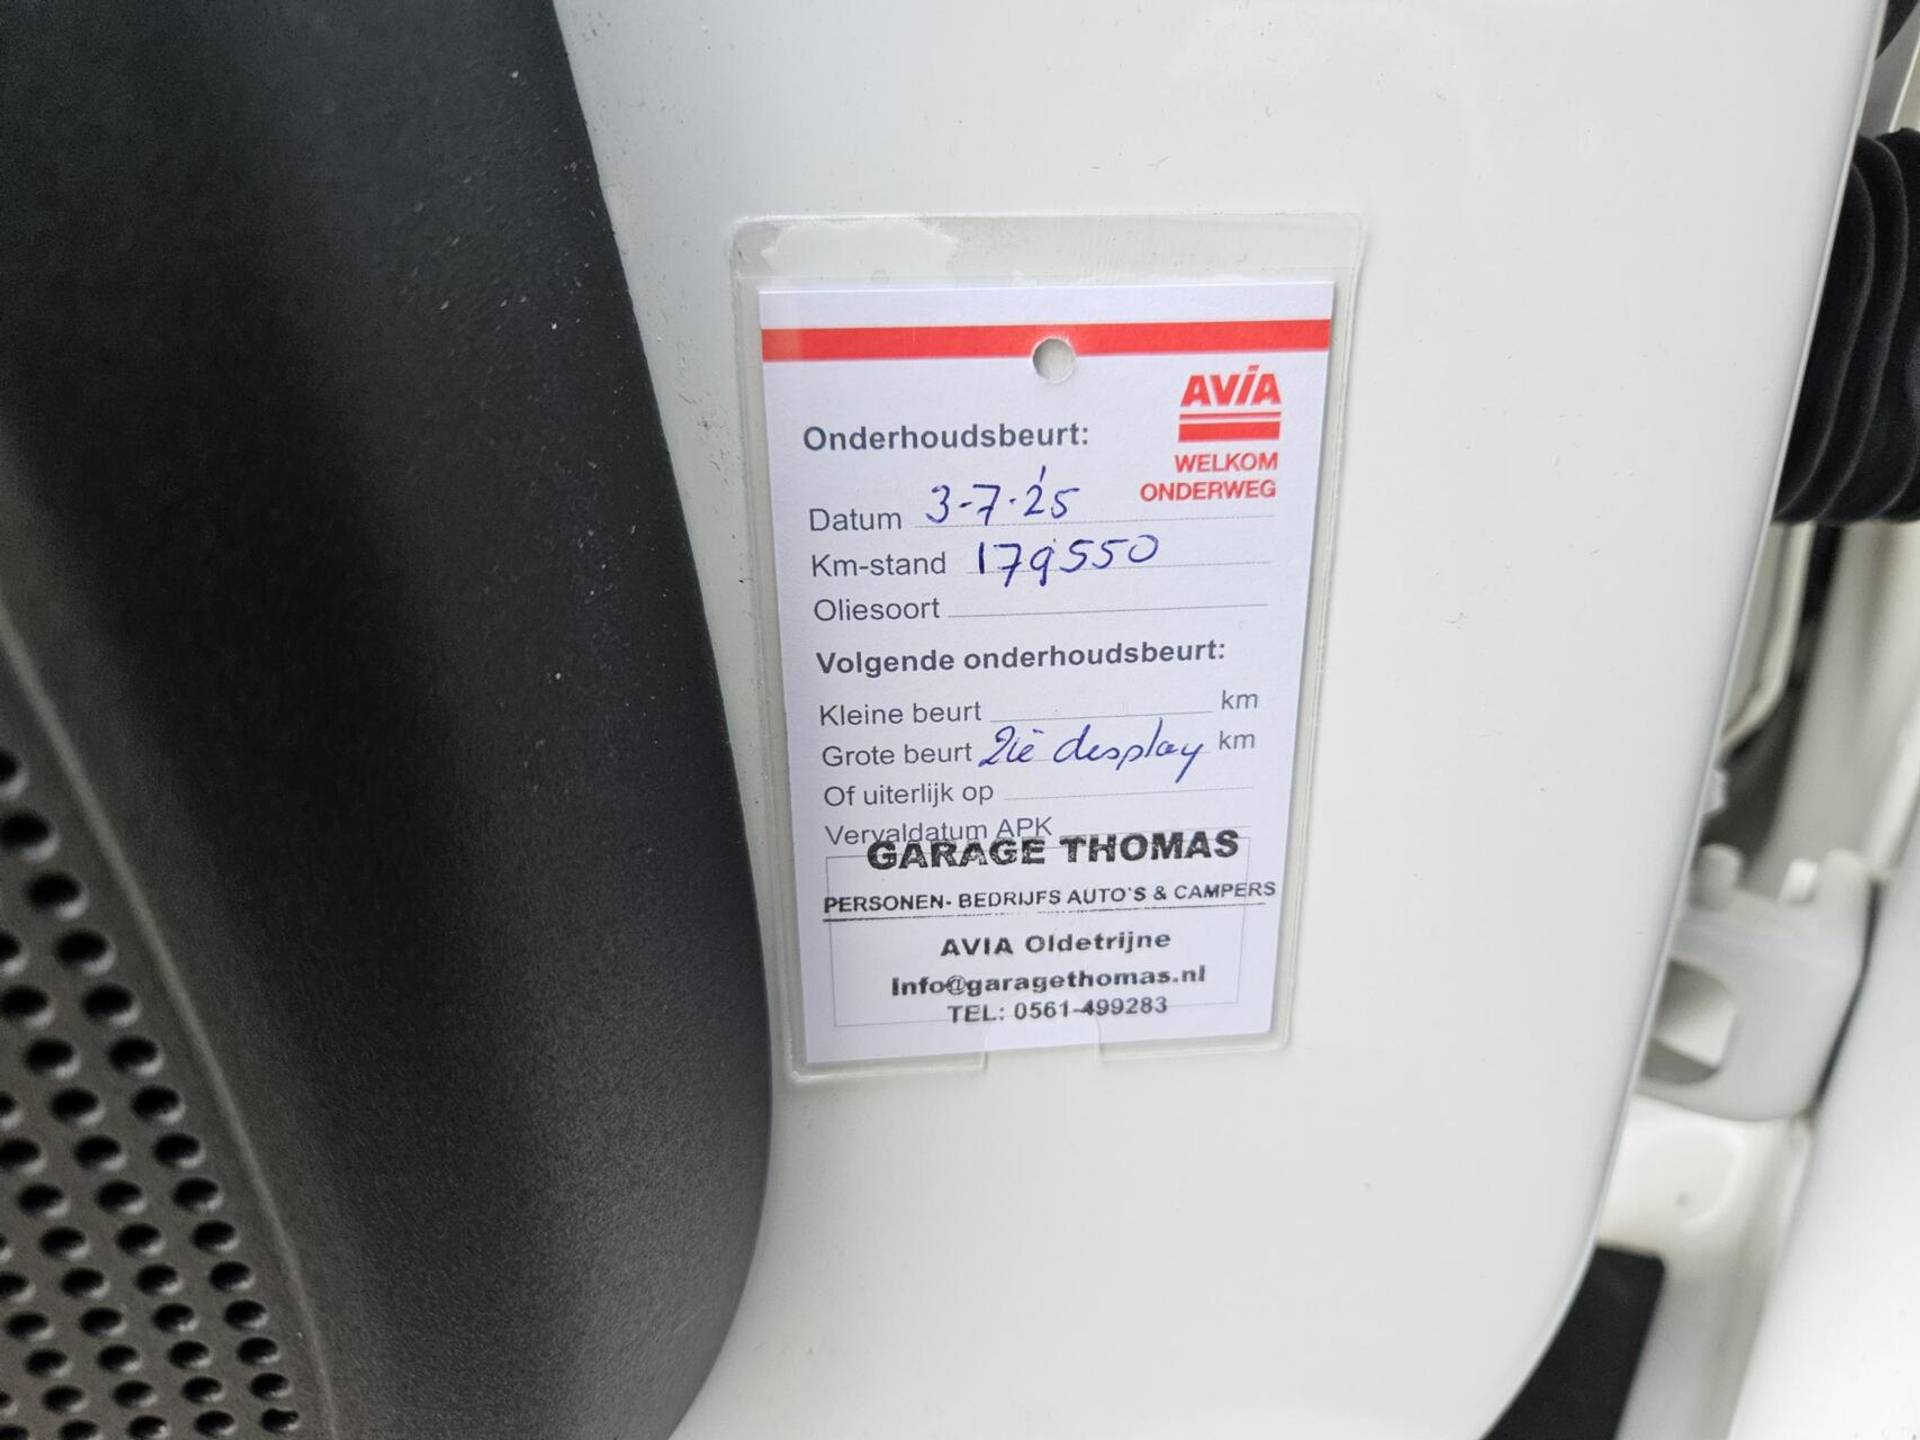 AVIA
WELKOM
ONDERWEG
Onderhoudsbeurt:
Datum 3-7-'25
Km-stand 179550
Oliesoort
Volgende onderhoudsbeurt:
Kleine beurt km
Grote beurt Zië display km
Of uiterlijk op
Vervaldatum APK
GARAGE THOMAS
PERSONEN- BEDRIJFS AUTO'S & CAMPERS
AVIA Oldetrijne
Info@garagethomas.nl
TEL: 0561-499283